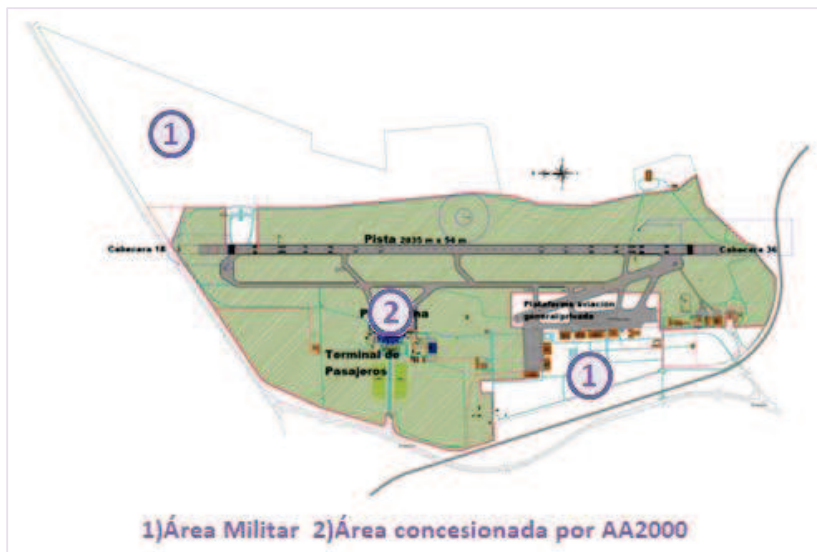 1
Pista 2835 m x 54 m
Cabecera 18
Cabecera 36
Plataforma aviación
general/privada
2
Terminal de
Pasajeros
1
1)Área Militar 2)Área concesionada por AA2000